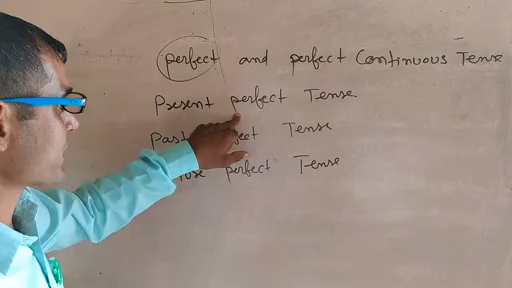 perfect and perfect Continuous Tense
Present perfect Tense
Past Tense
perfect Tense